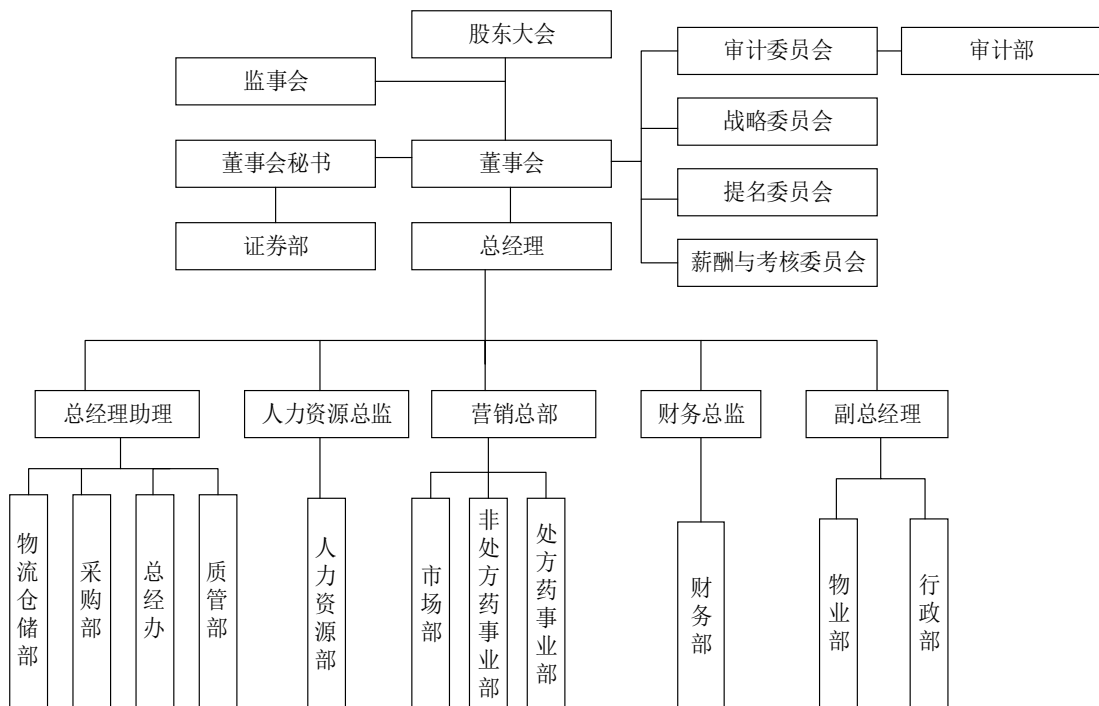 股东大会
审计委员会
审计部
监事会
战略委员会
董事会秘书
董事会
提名委员会
证券部
总经理
薪酬与考核委员会
总经理助理
人力资源总监
营销总部
财务总监
副总经理
物流仓储部
采购部
总经办
质管部
人力资源部
市场部
非处方药事业部
处方药事业部
财务部
物业部
行政部